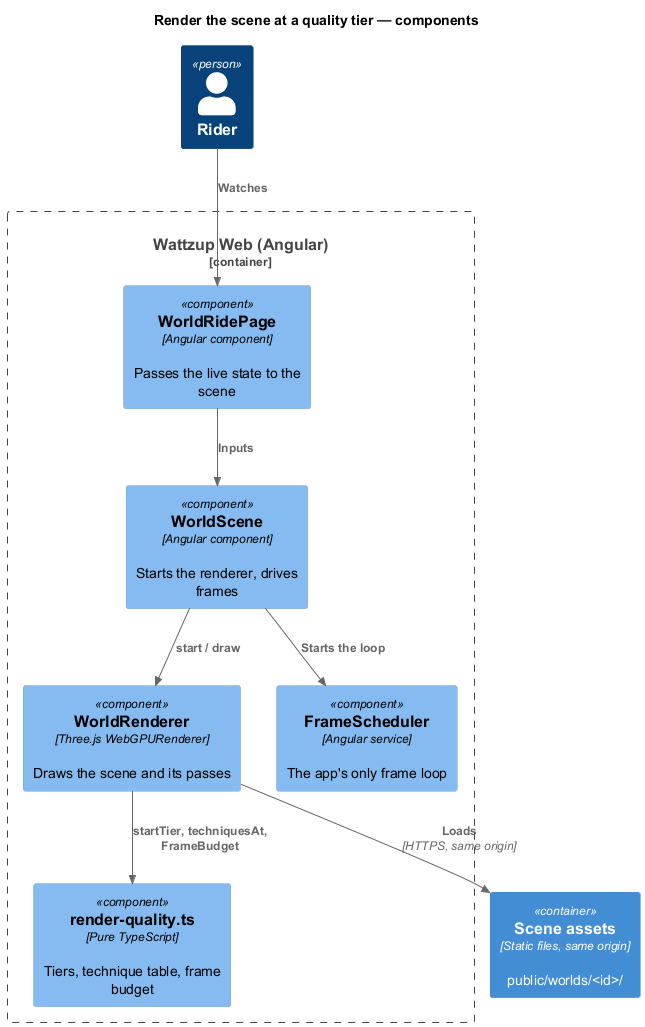 Render the scene at a quality tier — components
«person»
Rider
Watches
Wattzup Web (Angular)
[container]
«component»
WorldRidePage
[Angular component]
Passes the live state to the
scene
Inputs
«component»
WorldScene
[Angular component]
Starts the renderer, drives
frames
start / draw
Starts the loop
«component»
WorldRenderer
[Three.js WebGPURenderer]
Draws the scene and its passes
«component»
FrameScheduler
[Angular service]
The app's only frame loop
startTier, techniquesAt,
FrameBudget
Loads
[HTTPS, same origin]
«component»
render-quality.ts
[Pure TypeScript]
Tiers, technique table, frame
budget
«container»
Scene assets
[Static files, same origin]
public/worlds/<id>/